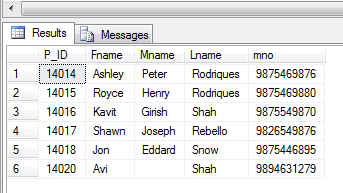 Results Messages
P_ID Fname Mname Lname mno
1 14014 Ashley Peter Rodriques 9875469876
2 14015 Royce Henry Rodriques 9875469880
3 14016 Kavit Girish Shah 9875549870
4 14017 Shawn Joseph Rebello 9826549876
5 14018 Jon Eddard Snow 9875446895
6 14020 Avi Shah 9894631279